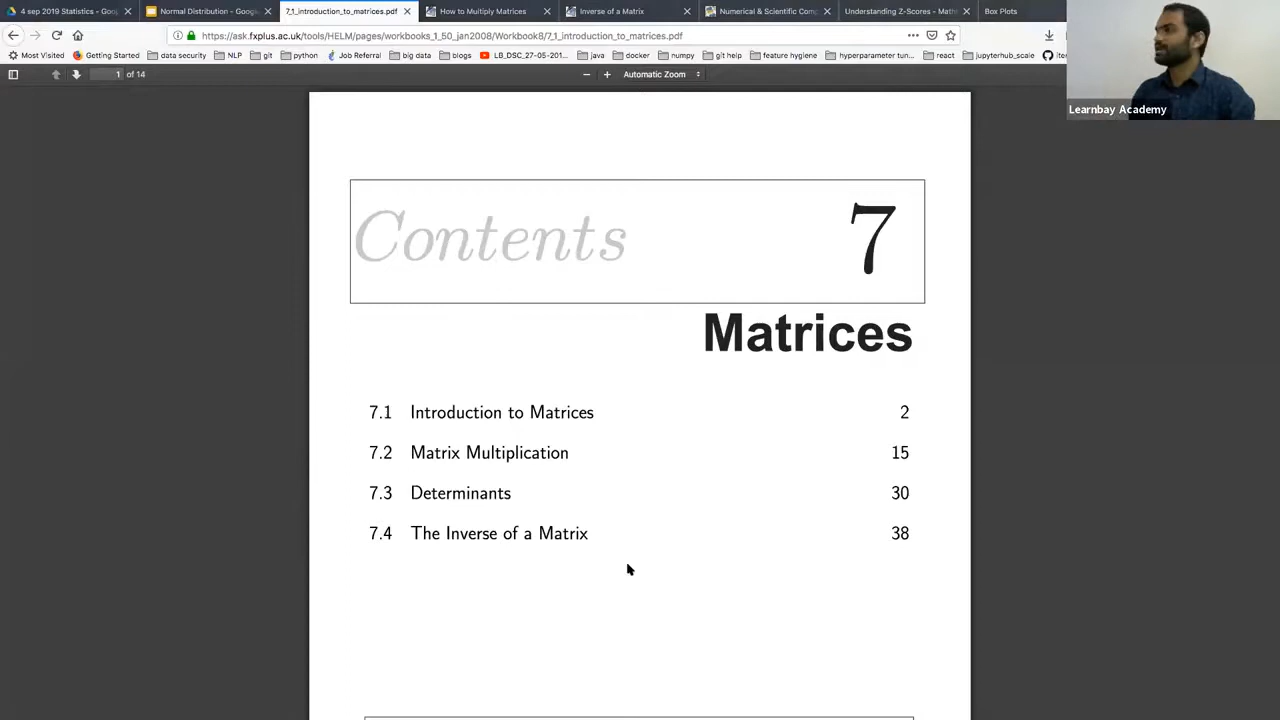 4 sep 2019 Statistics - Goo
Normal Distribution - Google
7.1_introduction_to_matrices.pdf
How to Multiply Matrices
Inverse of a Matrix
Numerical & Scientific Comp
Understanding Z-Scores - Math
Box Plots
https://ask.fxplus.ac.uk/tools/HELM/pages/workbooks_1_50_jan2008/Workbook8/7_1_introduction_to_matrices.pdf
Most Visited Getting Started data security NLP git python Job Referral big data blogs LB_DSC_27-05-201... java docker numpy git help feature hygiene hyperparameter tun... react jupyterhub_scale
1 of 14
Automatic Zoom
Learnbay Academy
Contents 7
Matrices
7.1 Introduction to Matrices 2
7.2 Matrix Multiplication 15
7.3 Determinants 30
7.4 The Inverse of a Matrix 38